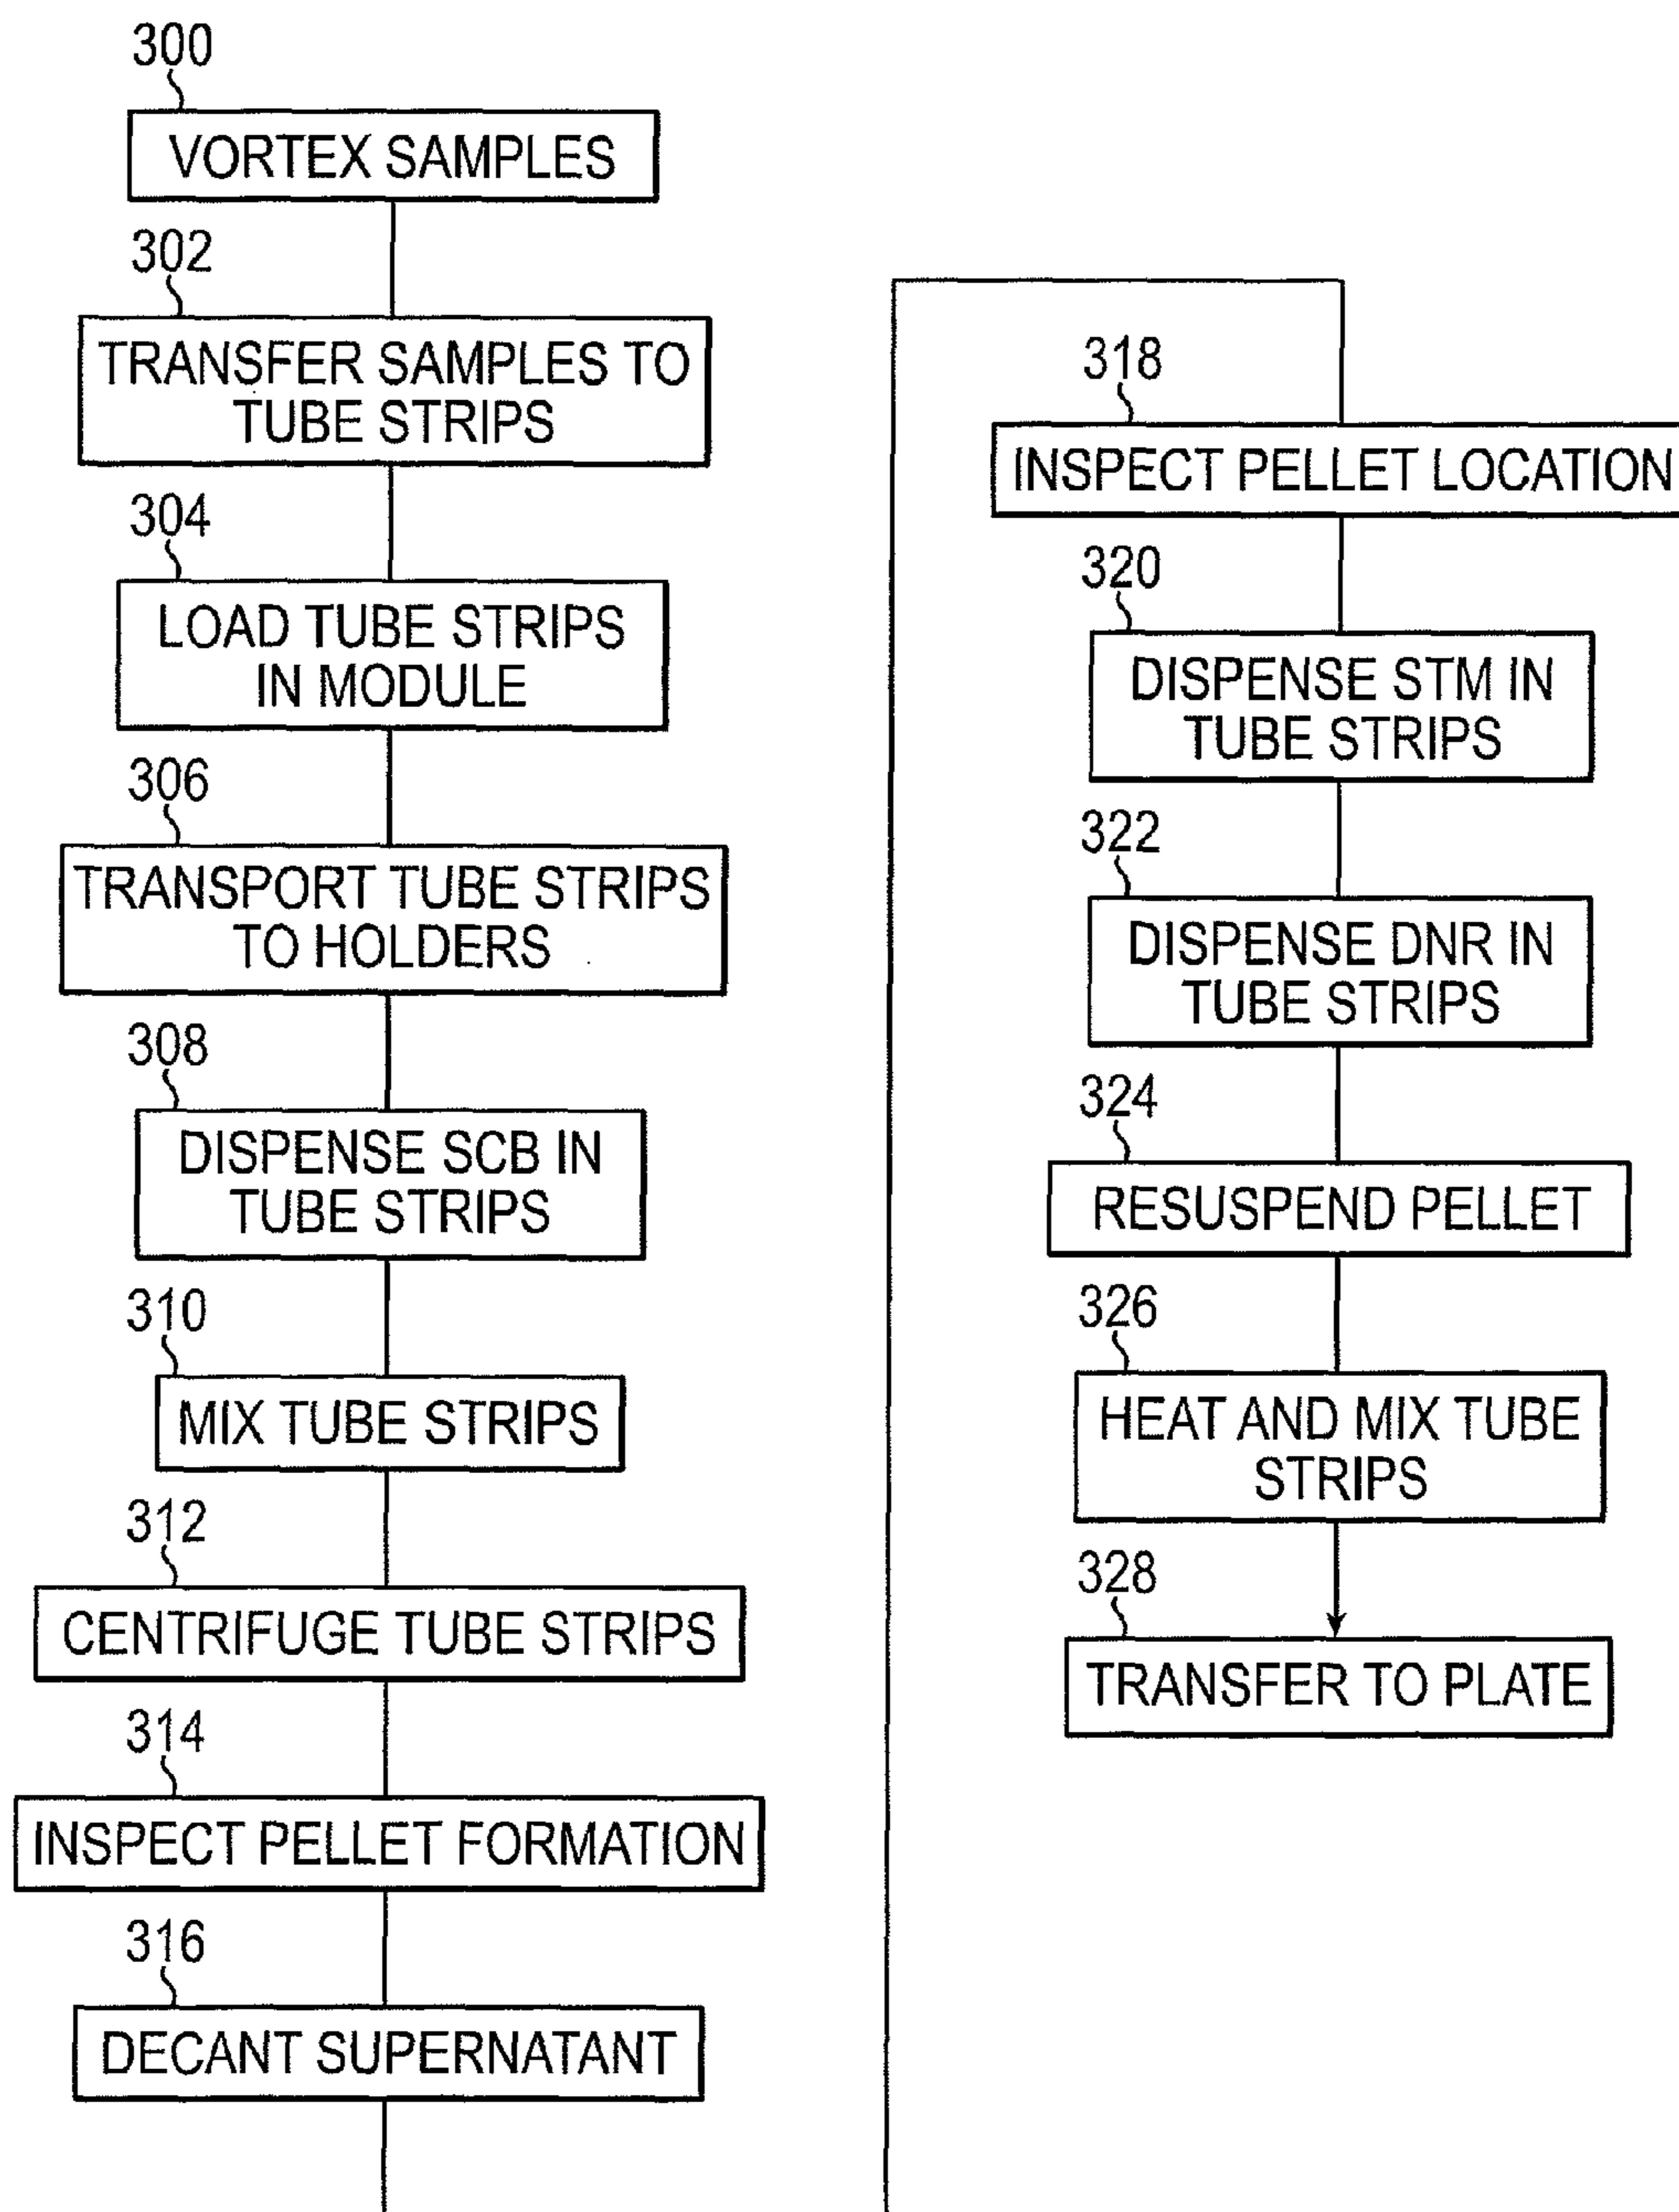 300
VORTEX SAMPLES
302
TRANSFER SAMPLES TO
TUBE STRIPS
304
LOAD TUBE STRIPS
IN MODULE
306
TRANSPORT TUBE STRIPS
TO HOLDERS
308
DISPENSE SCB IN
TUBE STRIPS
310
MIX TUBE STRIPS
312
CENTRIFUGE TUBE STRIPS
314
INSPECT PELLET FORMATION
316
DECANT SUPERNATANT
318
INSPECT PELLET LOCATION
320
DISPENSE STM IN
TUBE STRIPS
322
DISPENSE DNR IN
TUBE STRIPS
324
RESUSPEND PELLET
326
HEAT AND MIX TUBE
STRIPS
328
TRANSFER TO PLATE